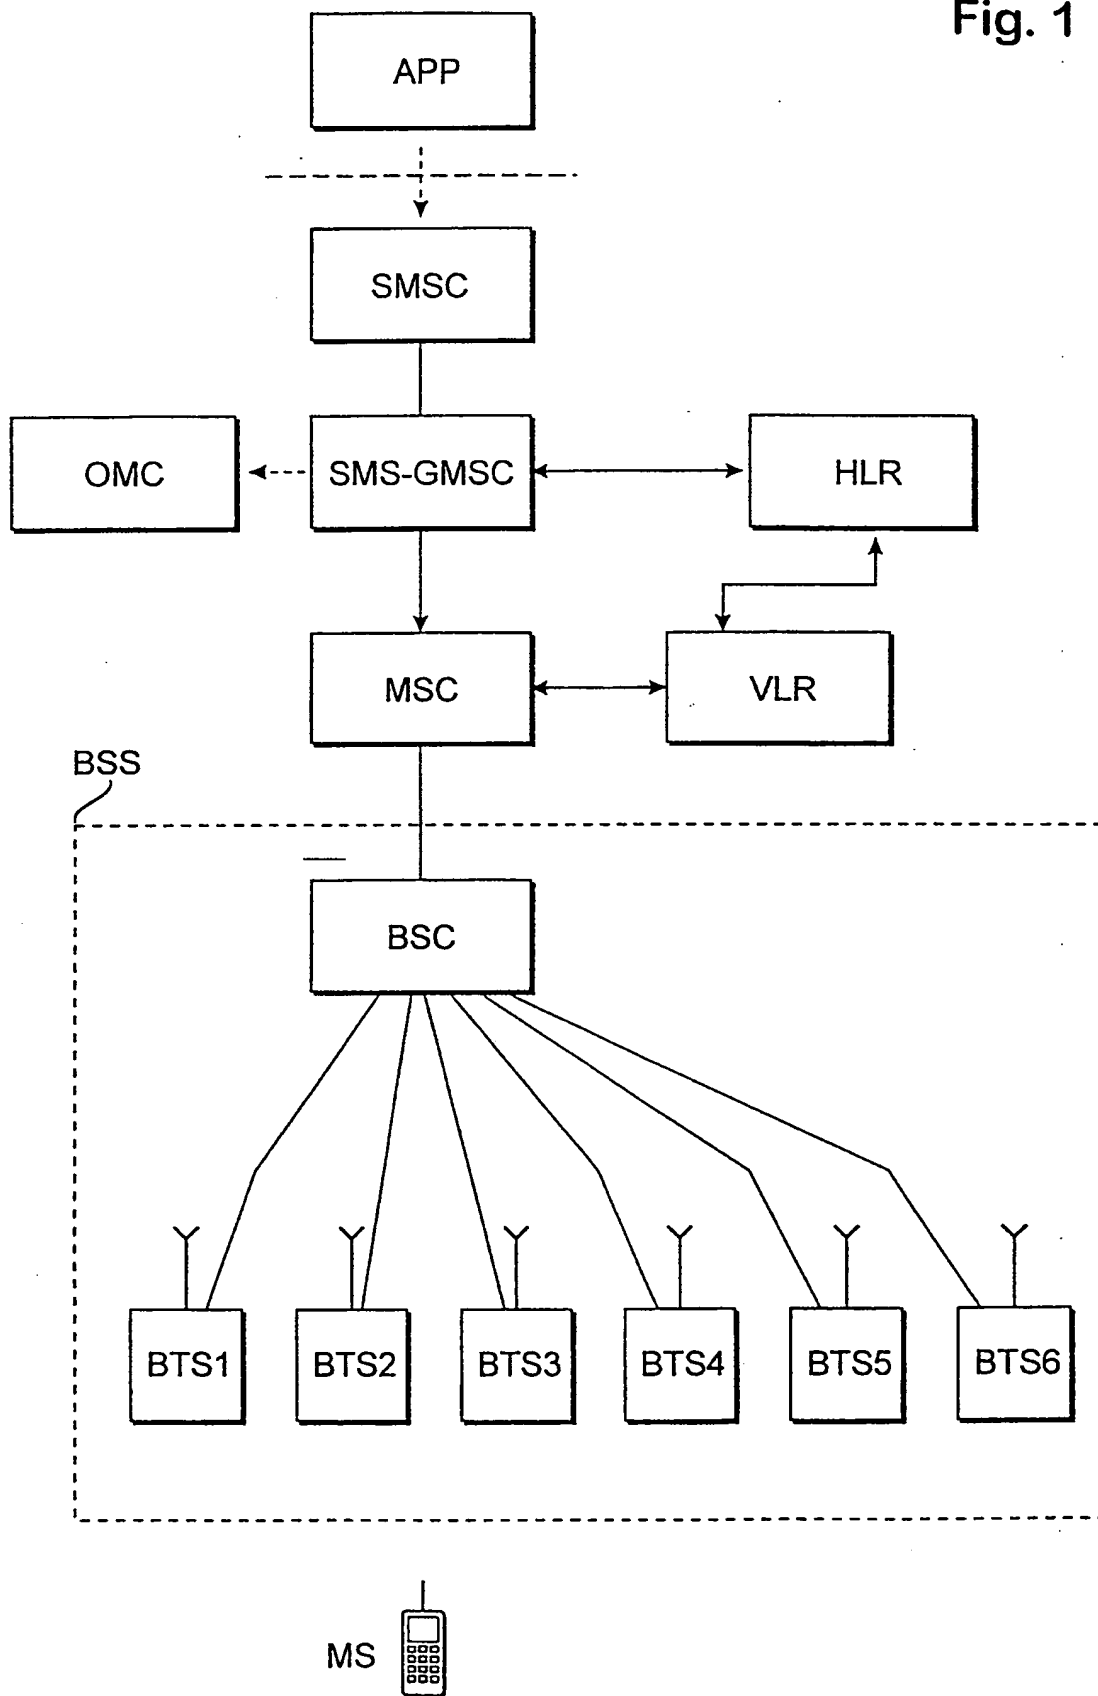 Fig. 1
APP
SMSC
OMC
SMS-GMSC
HLR
MSC
VLR
BSS
BSC
BTS1
BTS2
BTS3
BTS4
BTS5
BTS6
MS